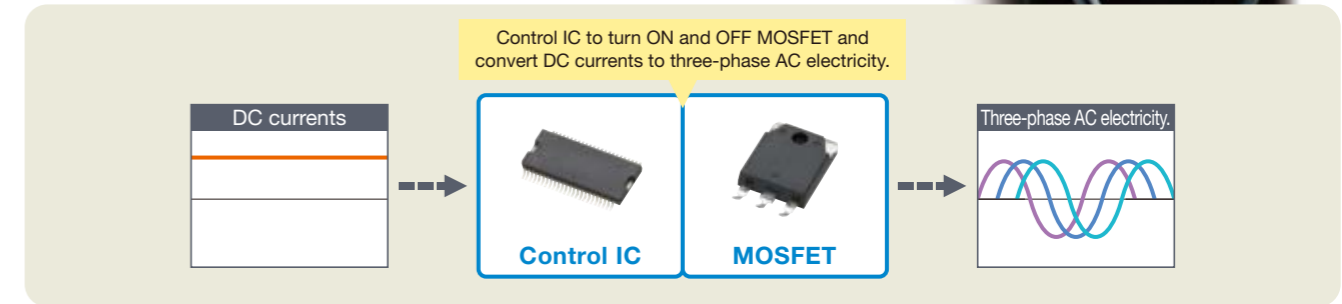 Control IC to turn ON and OFF MOSFET and
convert DC currents to three-phase AC electricity.
DC currents
Three-phase AC electricity.
Control IC
MOSFET